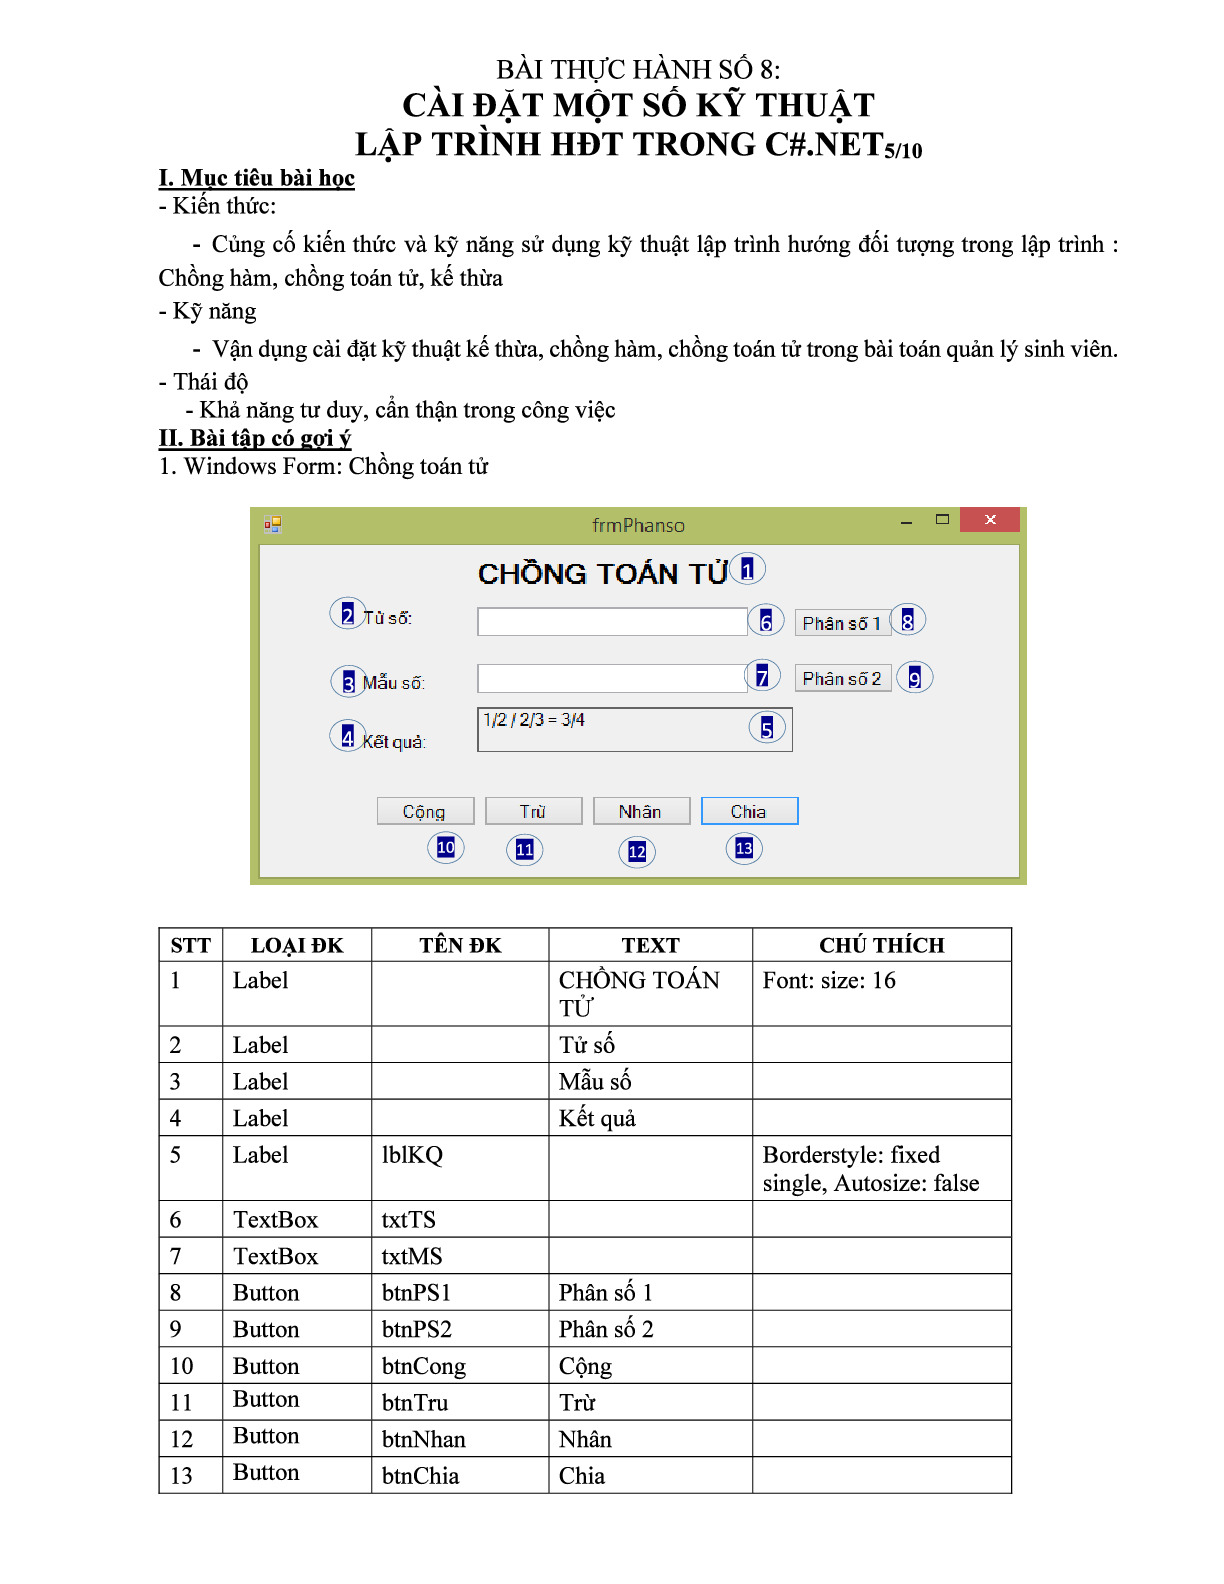 BÀI THỰC HÀNH SỐ 8:
CÀI ĐẶT MỘT SỐ KỸ THUẬT
LẬP TRÌNH HĐT TRONG C#.NET5/10
I. Mục tiêu bài học
- Kiến thức:
- Củng cố kiến thức và kỹ năng sử dụng kỹ thuật lập trình hướng đối tượng trong lập trình :
Chồng hàm, chồng toán tử, kế thừa
- Kỹ năng
- Vận dụng cài đặt kỹ thuật kế thừa, chồng hàm, chồng toán tử trong bài toán quản lý sinh viên.
- Thái độ
- Khả năng tư duy, cẩn thận trong công việc
II. Bài tập có gợi ý
1. Windows Form: Chồng toán tử
frmPhanso
CHỒNG TOÁN TỬ 1
2 Tử số: 6 Phân số 1 8
3 Mẫu số: 7 Phân số 2 9
4 Kết quả: 1/2 / 2/3 = 3/4 5
Cộng Trừ Nhân Chia
10 11 12 13
STT LOẠI ĐK TÊN ĐK TEXT CHÚ THÍCH
1 Label CHỒNG TOÁN Font: size: 16
TỬ
2 Label Tử số
3 Label Mẫu số
4 Label Kết quả
5 Label lblKQ Borderstyle: fixed
single, Autosize: false
6 TextBox txtTS
7 TextBox txtMS
8 Button btnPS1 Phân số 1
9 Button btnPS2 Phân số 2
10 Button btnCong Cộng
11 Button btnTru Trừ
12 Button btnNhan Nhân
13 Button btnChia Chia